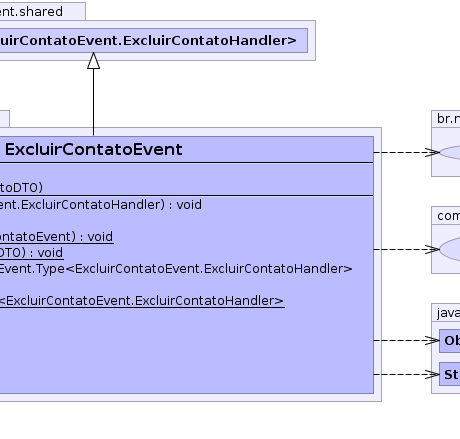 ent.shared
uirContatoEvent.ExcluirContatoHandler>
ExcluirContatoEvent
br.n
toDTO)
ent.ExcluirContatoHandler) : void
com
ontatoEvent) : void
DTO) : void
Event.Type<ExcluirContatoEvent.ExcluirContatoHandler>
<ExcluirContatoEvent.ExcluirContatoHandler>
java
Ob
St